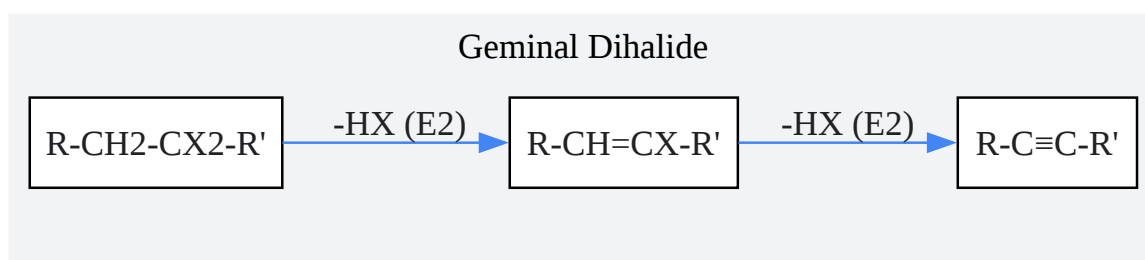 Geminal Dihalide
-HX (E2) -HX (E2)
R-CH2-CX2-R' R-CH=CX-R' R-C≡C-R'